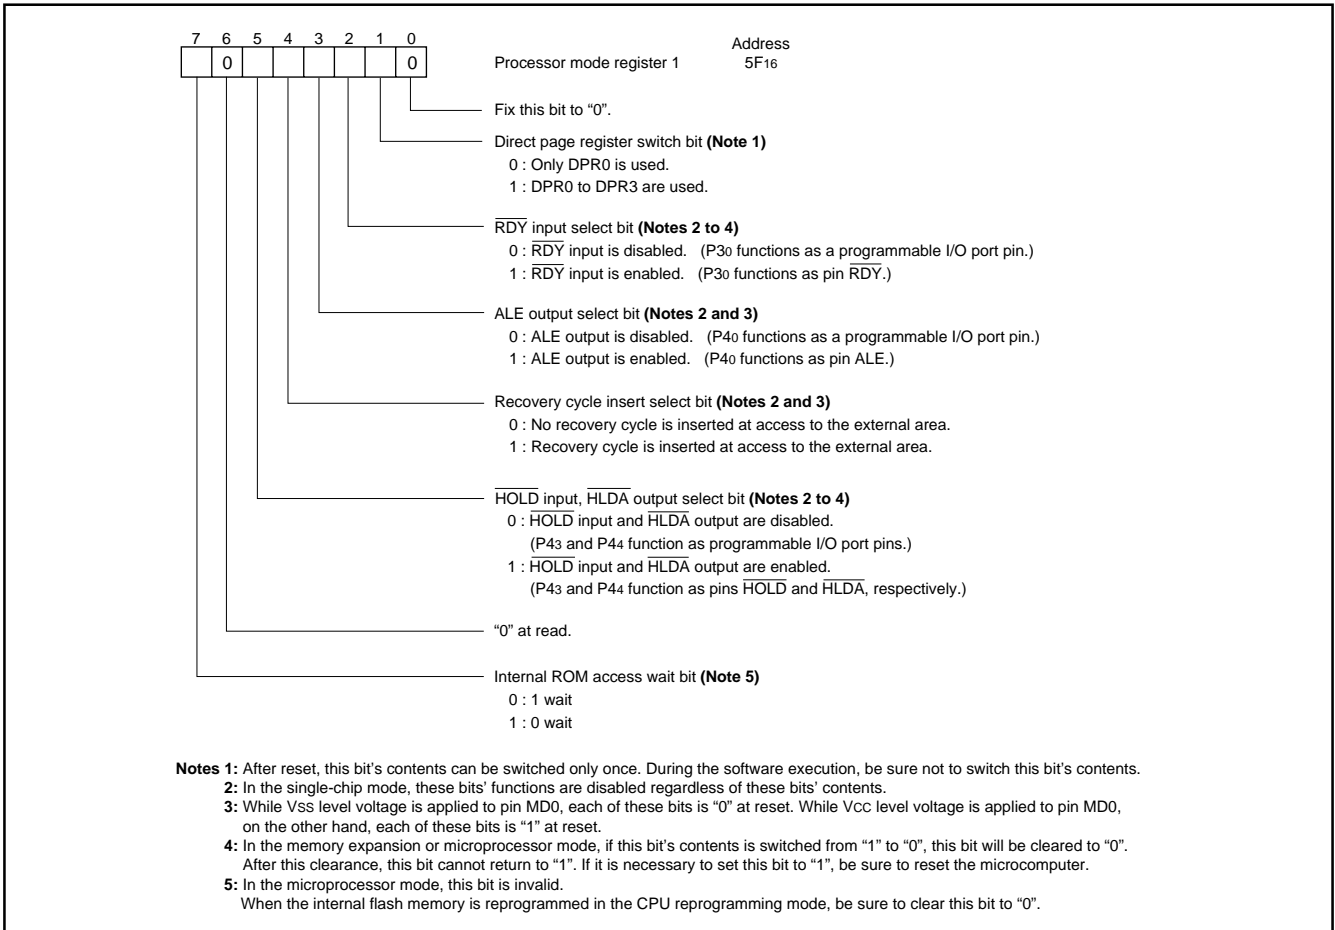 7 6 5 4 3 2 1 0
0 0
Processor mode register 1
Address
5F16
Fix this bit to “0”.
Direct page register switch bit (Note 1)
0 : Only DPR0 is used.
1 : DPR0 to DPR3 are used.
RDY input select bit (Notes 2 to 4)
0 : RDY input is disabled. (P30 functions as a programmable I/O port pin.)
1 : RDY input is enabled. (P30 functions as pin RDY.)
ALE output select bit (Notes 2 and 3)
0 : ALE output is disabled. (P40 functions as a programmable I/O port pin.)
1 : ALE output is enabled. (P40 functions as pin ALE.)
Recovery cycle insert select bit (Notes 2 and 3)
0 : No recovery cycle is inserted at access to the external area.
1 : Recovery cycle is inserted at access to the external area.
HOLD input, HLDA output select bit (Notes 2 to 4)
0 : HOLD input and HLDA output are disabled.
(P43 and P44 function as programmable I/O port pins.)
1 : HOLD input and HLDA output are enabled.
(P43 and P44 function as pins HOLD and HLDA, respectively.)
“0” at read.
Internal ROM access wait bit (Note 5)
0 : 1 wait
1 : 0 wait
Notes 1: After reset, this bit’s contents can be switched only once. During the software execution, be sure not to switch this bit’s contents.
2: In the single-chip mode, these bits’ functions are disabled regardless of these bits’ contents.
3: While VSS level voltage is applied to pin MD0, each of these bits is “0” at reset. While VCC level voltage is applied to pin MD0,
on the other hand, each of these bits is “1” at reset.
4: In the memory expansion or microprocessor mode, if this bit’s contents is switched from “1” to “0”, this bit will be cleared to “0”.
After this clearance, this bit cannot return to “1”. If it is necessary to set this bit to “1”, be sure to reset the microcomputer.
5: In the microprocessor mode, this bit is invalid.
When the internal flash memory is reprogrammed in the CPU reprogramming mode, be sure to clear this bit to “0”.